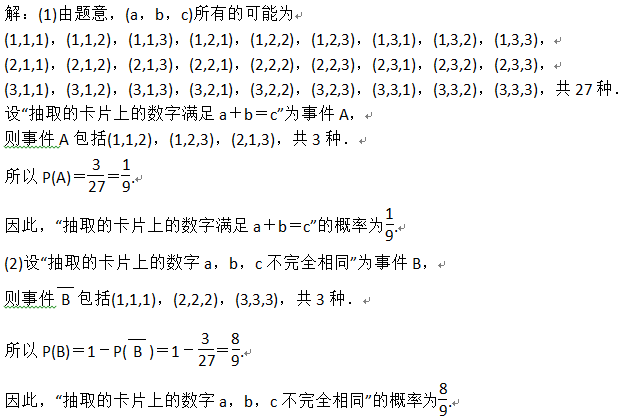 解：(1)由题意，(a，b，c)所有的可能为
(1,1,1)，(1,1,2)，(1,1,3)，(1,2,1)，(1,2,2)，(1,2,3)，(1,3,1)，(1,3,2)，(1,3,3)，
(2,1,1)，(2,1,2)，(2,1,3)，(2,2,1)，(2,2,2)，(2,2,3)，(2,3,1)，(2,3,2)，(2,3,3)，
(3,1,1)，(3,1,2)，(3,1,3)，(3,2,1)，(3,2,2)，(3,2,3)，(3,3,1)，(3,3,2)，(3,3,3)，共 27 种．
设“抽取的卡片上的数字满足 a＋b＝c”为事件 A，
则事件 A 包括(1,1,2)，(1,2,3)，(2,1,3)，共 3 种．
所以 P(A)＝3/27＝1/9.
因此，“抽取的卡片上的数字满足 a＋b＝c”的概率为1/9.
(2)设“抽取的卡片上的数字 a，b，c 不完全相同”为事件 B，
则事件 B̅ 包括(1,1,1)，(2,2,2)，(3,3,3)，共 3 种．
所以 P(B)＝1－P( B̅ )＝1－3/27＝8/9.
因此，“抽取的卡片上的数字 a，b，c 不完全相同”的概率为8/9.